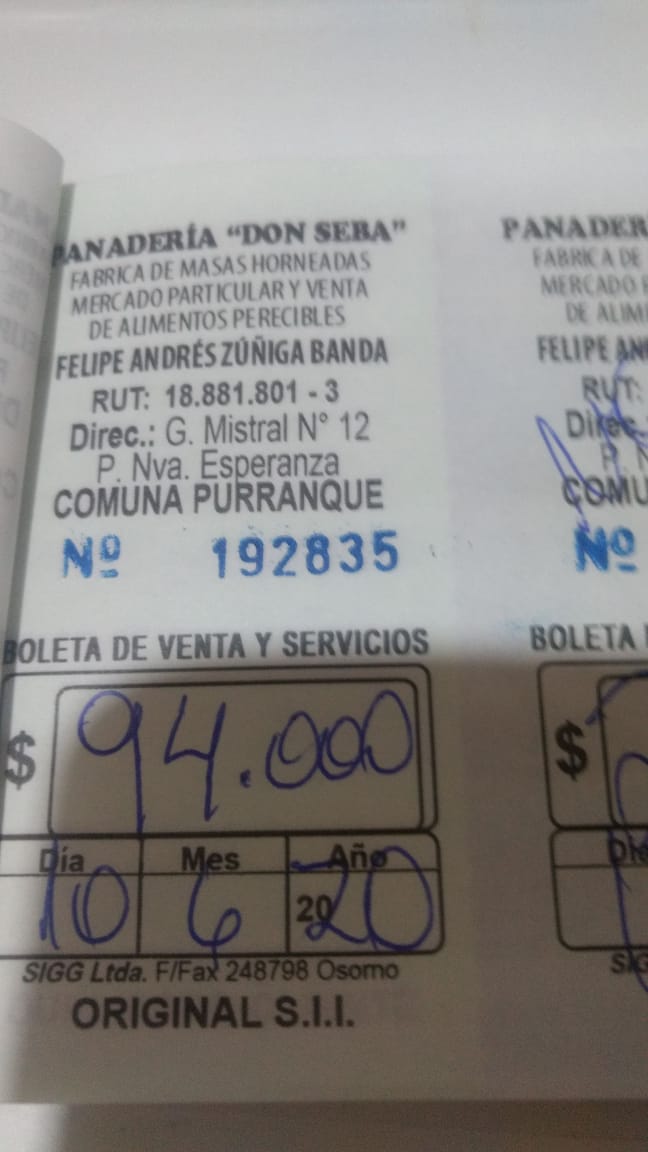 PANADERÍA “DON SEBA”
FABRICA DE MASAS HORNEADAS
MERCADO PARTICULAR Y VENTA
DE ALIMENTOS PERECIBLES
FELIPE ANDRÉS ZÚÑIGA BANDA
RUT: 18.881.801 - 3
Direc.: G. Mistral N° 12
P. Nva. Esperanza
COMUNA PURRANQUE
Nº 192835
BOLETA DE VENTA Y SERVICIOS
$ 94.000
Día Mes Año
10 6 2020
SIGG Ltda. F/Fax 248798 Osorno
ORIGINAL S.I.I.
PANADER
FABRICA DE
MERCADO P
DE ALIM
FELIPE AN
RUT:
Direc.:
P. N
COMU
Nº
BOLETA
$